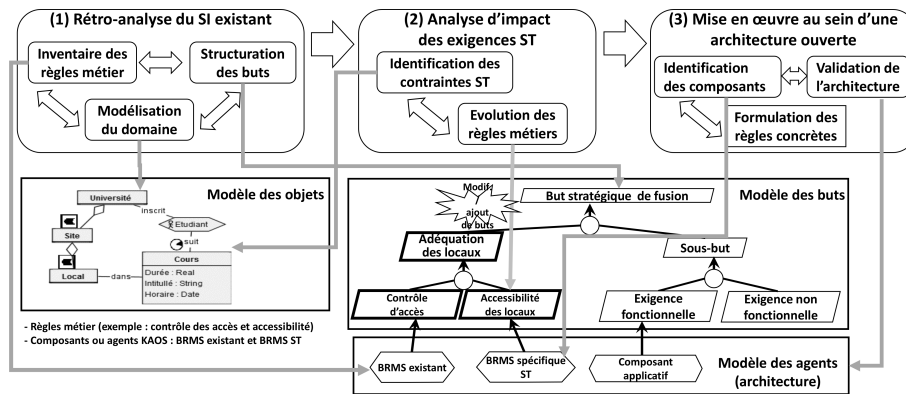 (1) Rétro-analyse du SI existant
Inventaire des
règles métier
Structuration
des buts
Modélisation
du domaine
(2) Analyse d'impact
des exigences ST
Identification des
contraintes ST
Evolution des
règles métiers
(3) Mise en œuvre au sein d'une
architecture ouverte
Identification
des composants
Validation de
l'architecture
Formulation des
règles concrètes
Modèle des objets
Université
inscrit
Etudiant
Site
suit
Cours
Local
dans
Durée : Real
Intitullé : String
Horaire : Date
- Règles métier (exemple : contrôle des accès et accessibilité)
- Composants ou agents KAOS : BRMS existant et BRMS ST
Modèle des buts
Modif,
ajout
de buts
But stratégique de fusion
Adéquation
des locaux
Sous-but
Contrôle
d'accès
Accessibilité
des locaux
Exigence
fonctionnelle
Exigence non
fonctionnelle
Modèle des agents
(architecture)
BRMS existant
BRMS spécifique
ST
Composant
applicatif